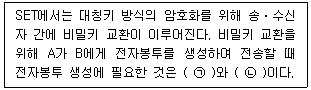 SET에서는 대칭키 방식의 암호화를 위해 송·수신
자 간에 비밀키 교환이 이루어진다. 비밀키 교환을
위해 A가 B에게 전자봉투를 생성하여 전송할 때
전자봉투 생성에 필요한 것은 ( ㉠ )와 ( ㉡ )이다.